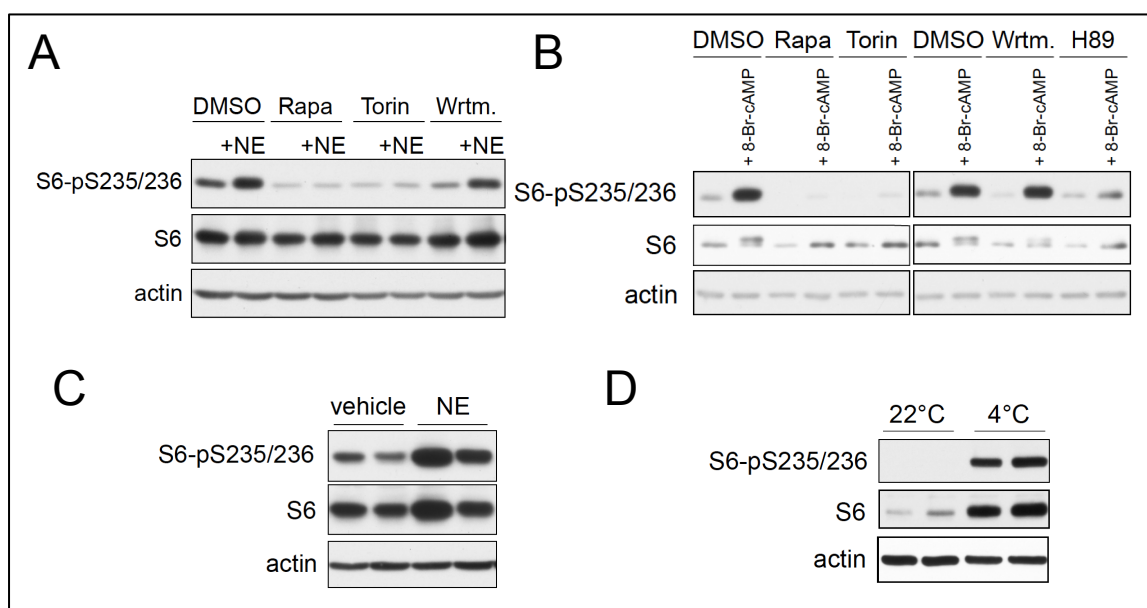 A
DMSO Rapa Torin Wrtm.
+NE +NE +NE +NE
S6-pS235/236
S6
actin
B
DMSO Rapa Torin DMSO Wrtm. H89
+ 8-Br-cAMP + 8-Br-cAMP + 8-Br-cAMP + 8-Br-cAMP + 8-Br-cAMP + 8-Br-cAMP
S6-pS235/236
S6
actin
C
vehicle NE
S6-pS235/236
S6
actin
D
22°C 4°C
S6-pS235/236
S6
actin